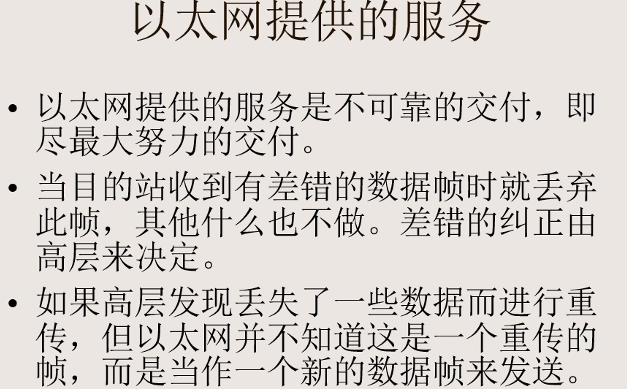 以太网提供的服务
• 以太网提供的服务是不可靠的交付，即
尽最大努力的交付。
• 当目的站收到有差错的数据帧时就丢弃
此帧，其他什么也不做。差错的纠正由
高层来决定。
• 如果高层发现丢失了一些数据而进行重
传，但以太网并不知道这是一个重传的
帧，而是当作一个新的数据帧来发送。